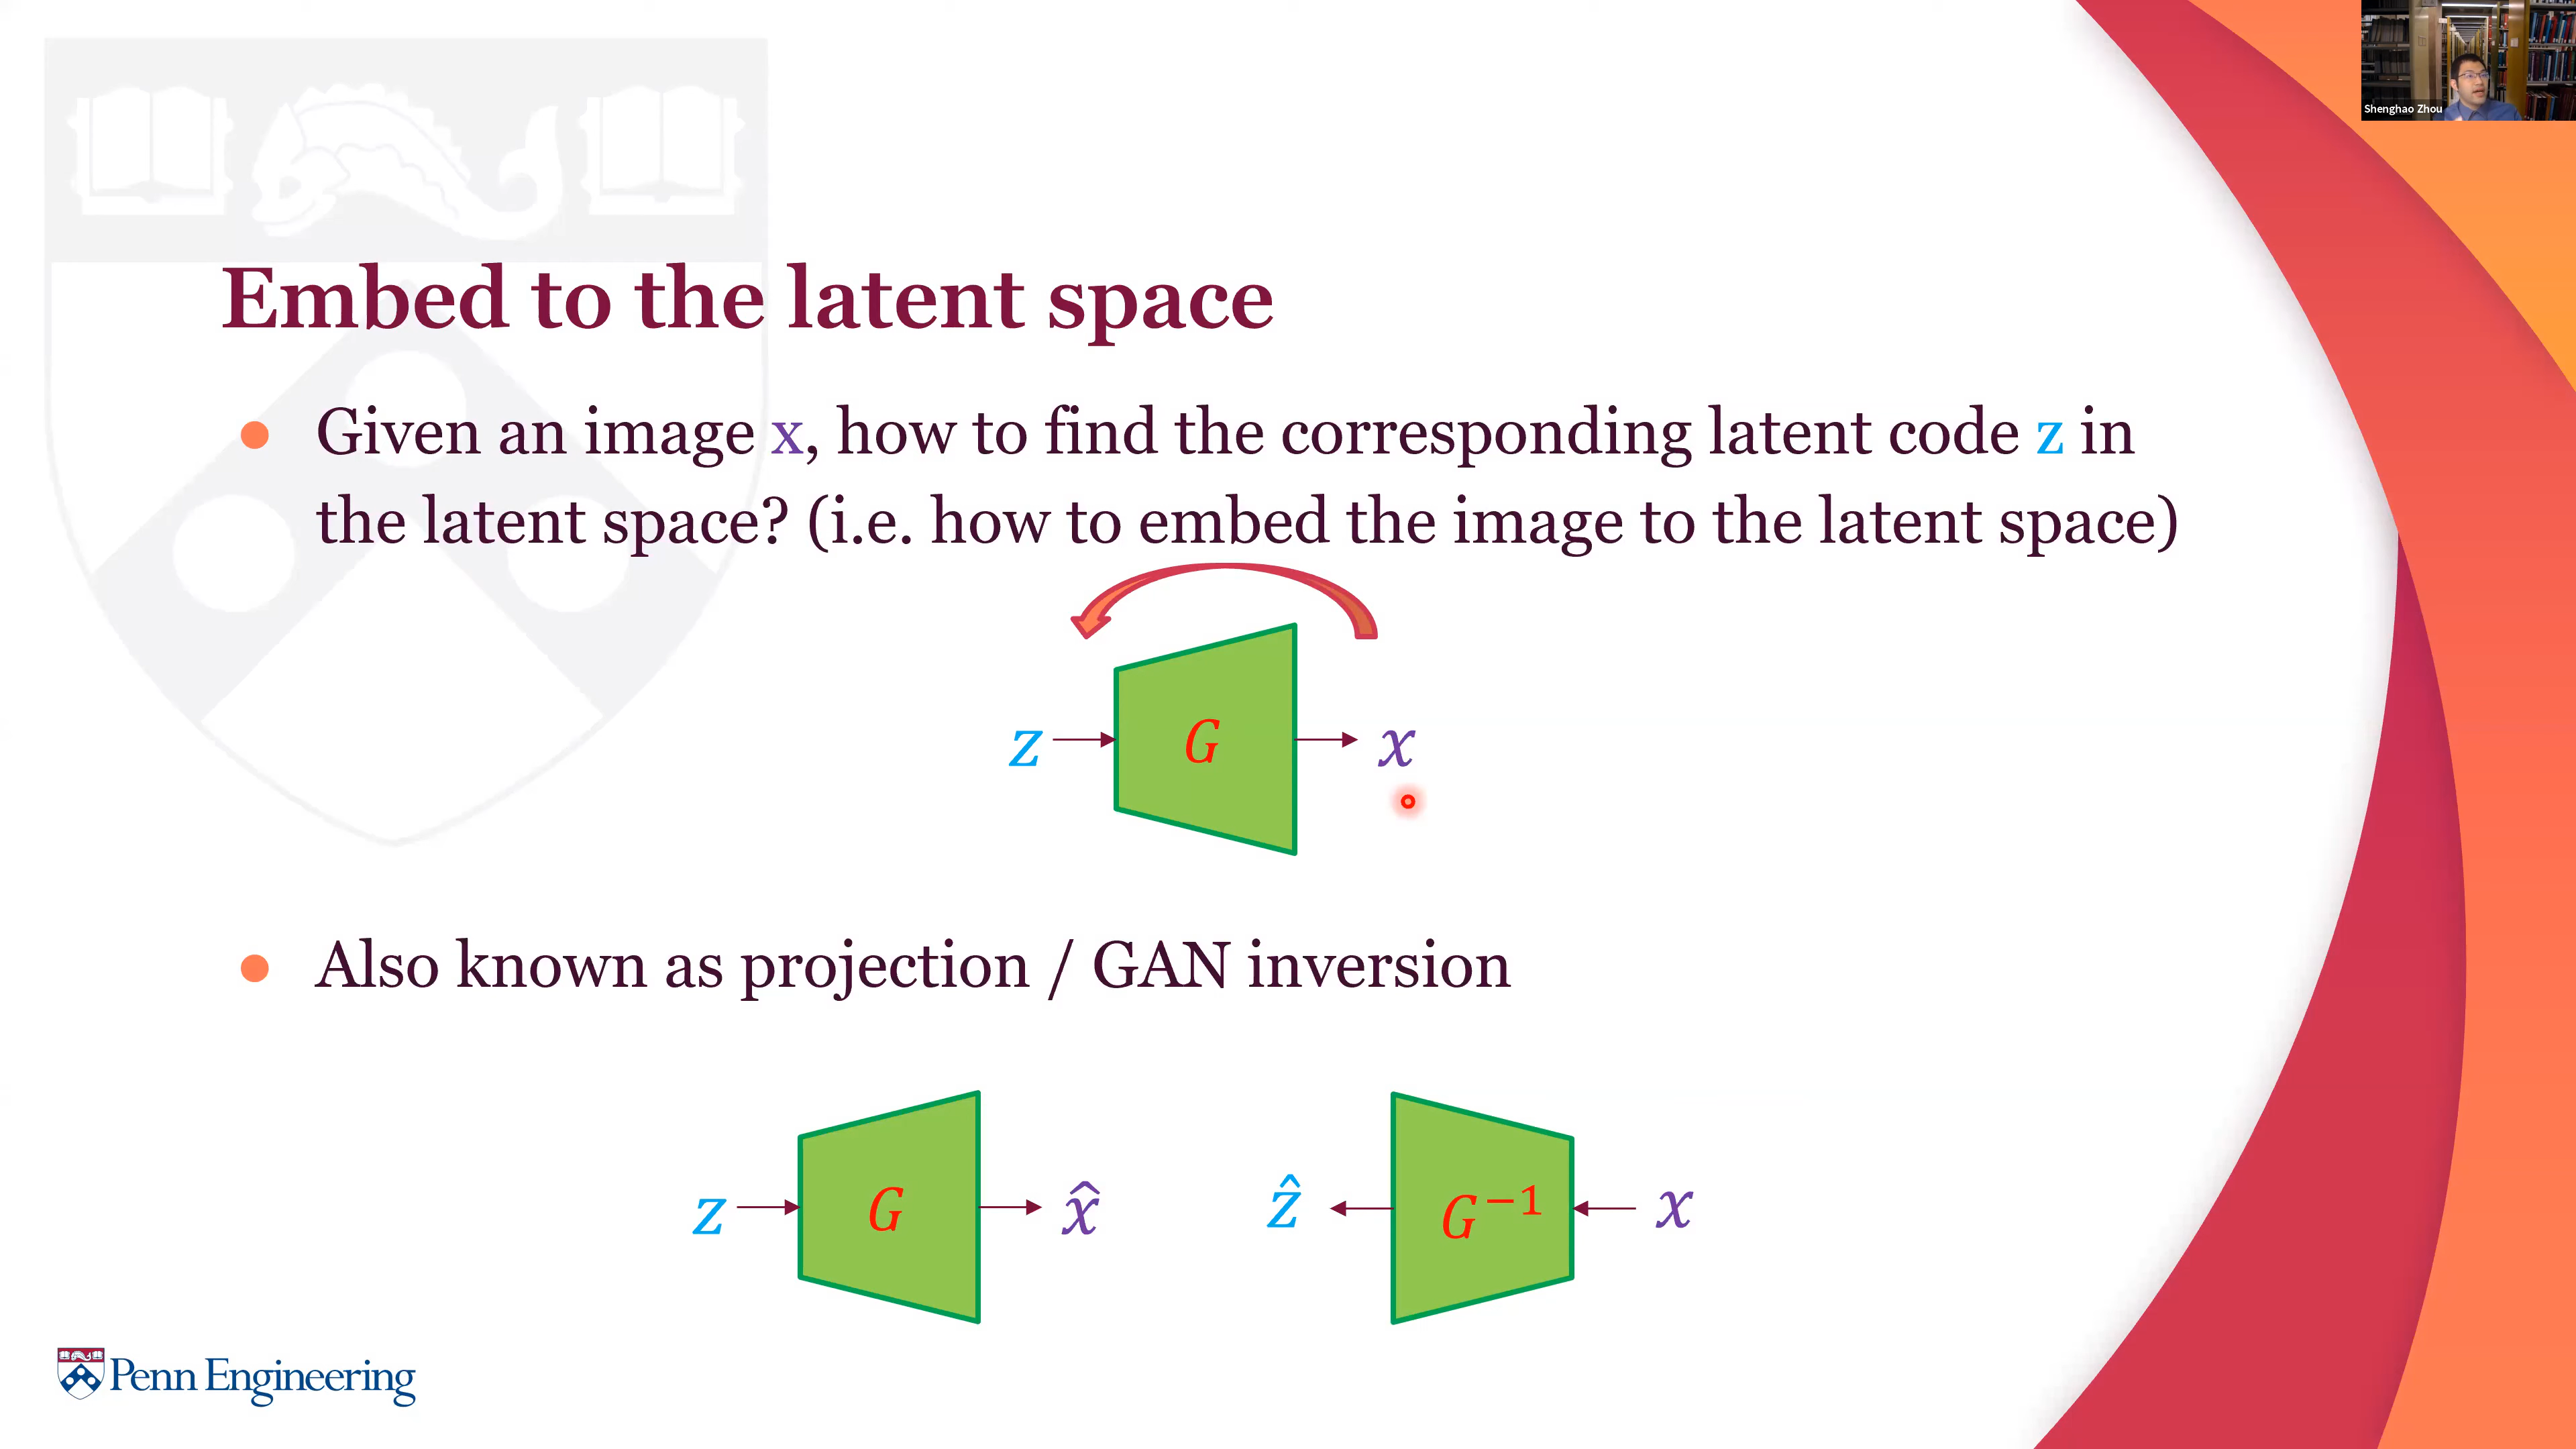 Shenghao Zhou
Embed to the latent space
● Given an image x, how to find the corresponding latent code z in
the latent space? (i.e. how to embed the image to the latent space)
z G x
● Also known as projection / GAN inversion
z G x̂ ẑ G⁻¹ x
Penn Engineering